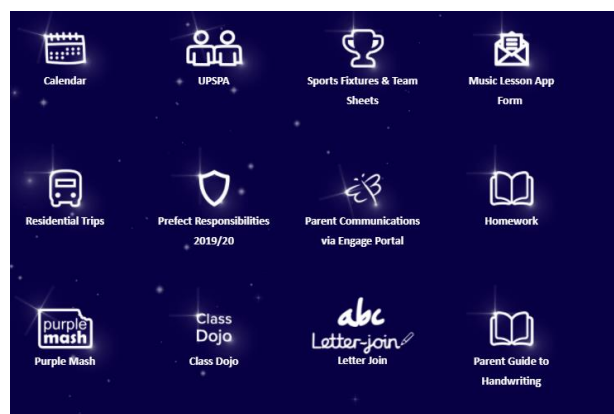 Calendar
UPSPA
Sports Fixtures & Team
Sheets
Music Lesson App
Form
Residential Trips
Prefect Responsibilities
2019/20
Parent Communications
via Engage Portal
Homework
purple
mash
Purple Mash
Class
Dojo
Class Dojo
abc
Letter-join
Letter Join
Parent Guide to
Handwriting